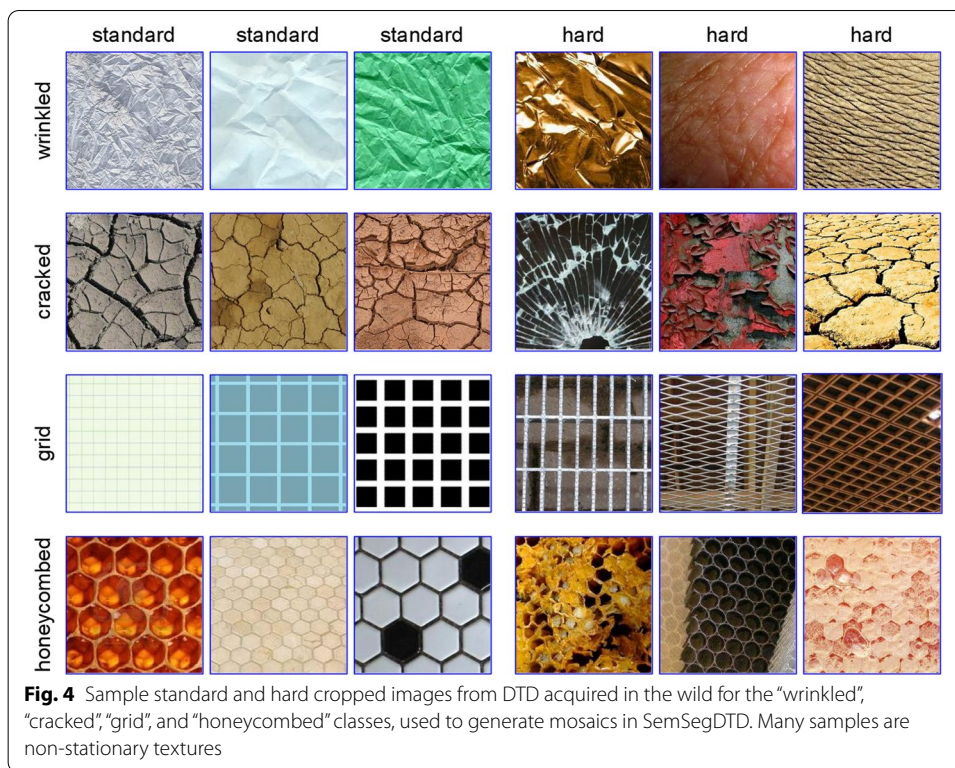 standard standard standard hard hard hard
wrinkled
cracked
grid
honeycombed
Fig. 4 Sample standard and hard cropped images from DTD acquired in the wild for the “wrinkled”,
“cracked”, “grid”, and “honeycombed” classes, used to generate mosaics in SemSegDTD. Many samples are
non-stationary textures